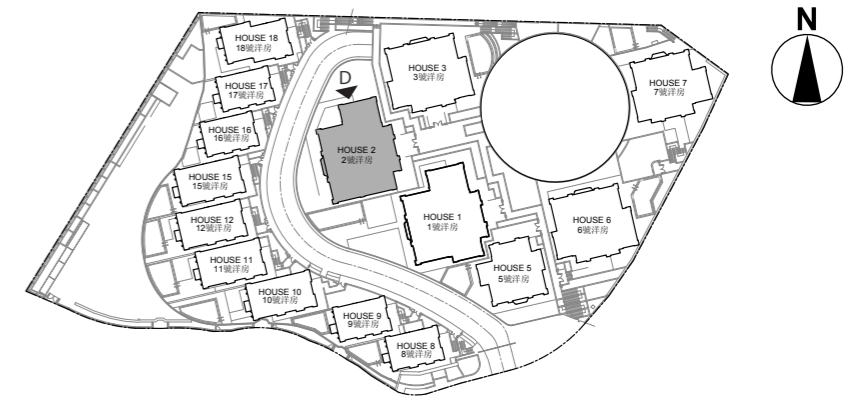 N
HOUSE 18
18號洋房
HOUSE 3
3號洋房
HOUSE 7
7號洋房
HOUSE 17
17號洋房
D
HOUSE 16
16號洋房
HOUSE 2
2號洋房
HOUSE 15
15號洋房
HOUSE 12
12號洋房
HOUSE 1
1號洋房
HOUSE 6
6號洋房
HOUSE 11
11號洋房
HOUSE 5
5號洋房
HOUSE 10
10號洋房
HOUSE 9
9號洋房
HOUSE 8
8號洋房